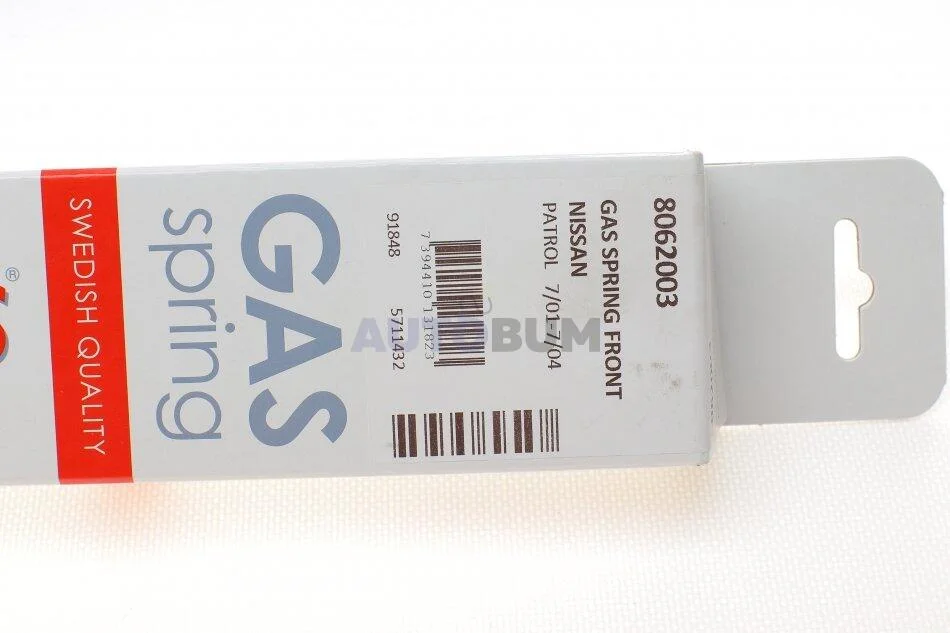 8062003
GAS SPRING FRONT
NISSAN
PATROL 7/01-7/04
7 394410 131823
91848 5711432
GAS
spring
®
SWEDISH QUALITY
AUTOBUM